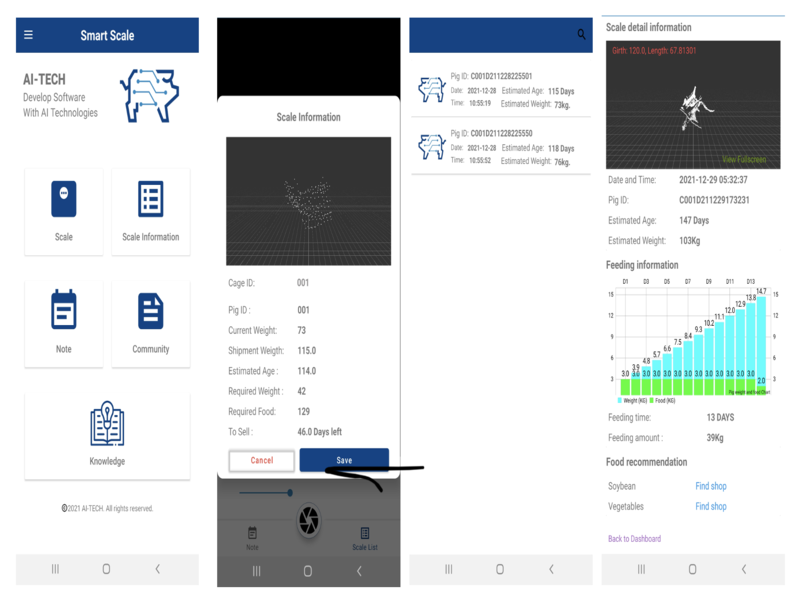 Smart Scale
AI-TECH
Develop Software
With AI Technologies
Scale
Scale Information
Note
Community
Knowledge
©2021 AI-TECH. All rights reserved.
Scale Information
Cage ID: 001
Pig ID : 001
Current Weight: 73
Shipment Weigth: 115.0
Estimated Age : 114.0
Required Weight : 42
Required Food: 129
To Sell : 46.0 Days left
Cancel Save
Note Scale List
Pig ID: C001D211228225501
Date: 2021-12-28 Estimated Age: 115 Days
Time: 10:55:19 Estimated Weight: 73kg.
Pig ID: C001D211228225550
Date: 2021-12-28 Estimated Age: 118 Days
Time: 10:55:52 Estimated Weight: 76kg.
Scale detail information
Girth: 120.0, Length: 67.81301
View Fullscreen
Date and Time: 2021-12-29 05:32:37
Pig ID: C001D211229173231
Estimated Age: 147 Days
Estimated Weight: 103Kg
Feeding information
D1 D3 D5 D7 D9 D11 D13
15 12 9 6 3
3.0 3.9 4.8 5.7 6.6 7.5 8.4 9.3 10.2 11.1 12.0 12.9 13.8 14.7
3.0 3.0 3.0 3.0 3.0 3.0 3.0 3.0 3.0 3.0 3.0 3.0 2.0
15 12 9 6 3
Pig weight and food Chart
Weight (KG) Food (KG)
Feeding time: 13 DAYS
Feeding amount : 39Kg
Food recommendation
Soybean Find shop
Vegetables Find shop
Back to Dashboard